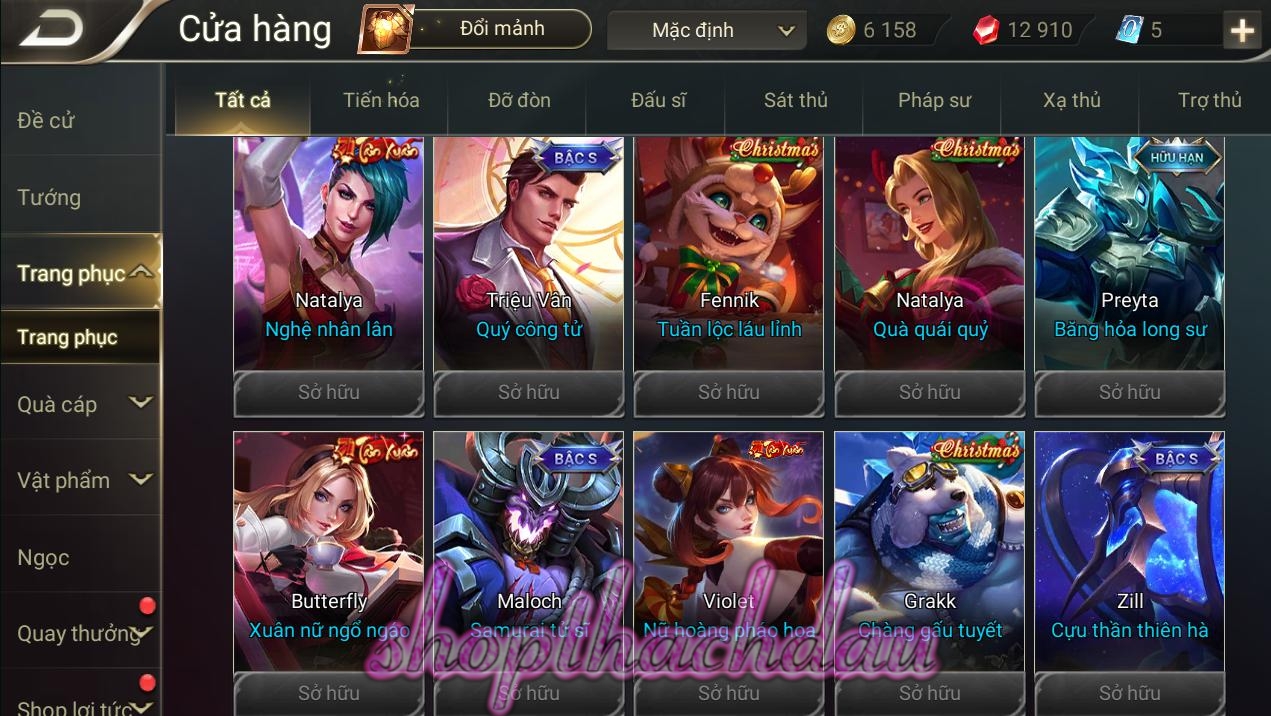 Cửa hàng
Đổi mảnh
Mặc định
6 158
12 910
5
Tất cả
Tiến hóa
Đỡ đòn
Đấu sĩ
Sát thủ
Pháp sư
Xạ thủ
Trợ thủ
Đề cử
Tướng
Trang phục
Trang phục
Quà cáp
Vật phẩm
Ngọc
Quay thưởng
Shop lợi tức
Tân Xuân
Natalya
Nghệ nhân lân
Sở hữu
BẬC S
Triệu Vân
Quý công tử
Sở hữu
Christmas
Fennik
Tuần lộc láu lỉnh
Sở hữu
Christmas
Natalya
Quà quái quỷ
Sở hữu
HỮU HẠN
Preyta
Băng hỏa long sư
Sở hữu
Tân Xuân
Butterfly
Xuân nữ ngổ ngáo
Sở hữu
BẬC S
Maloch
Samurai tử sĩ
Sở hữu
Tân Xuân
Violet
Nữ hoàng pháo hoa
Sở hữu
Christmas
Grakk
Chàng gấu tuyết
Sở hữu
BẬC S
Zill
Cựu thần thiên hà
Sở hữu
shopthachdau